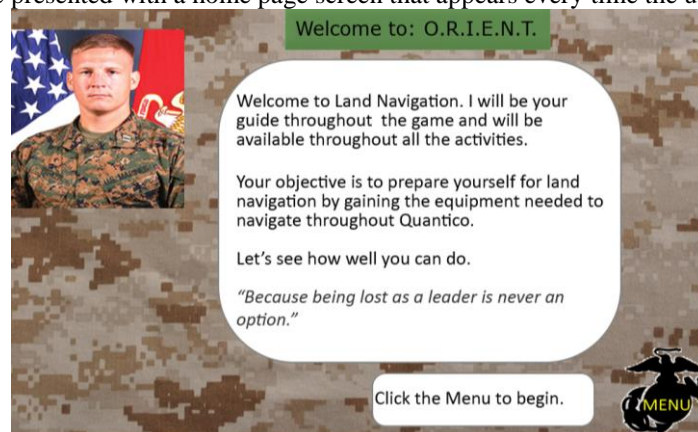 presented with a home page screen that appears every time the
Welcome to: O.R.I.E.N.T.
Welcome to Land Navigation. I will be your
guide throughout the game and will be
available throughout all the activities.
Your objective is to prepare yourself for land
navigation by gaining the equipment needed to
navigate throughout Quantico.
Let's see how well you can do.
“Because being lost as a leader is never an
option.”
Click the Menu to begin.
MENU